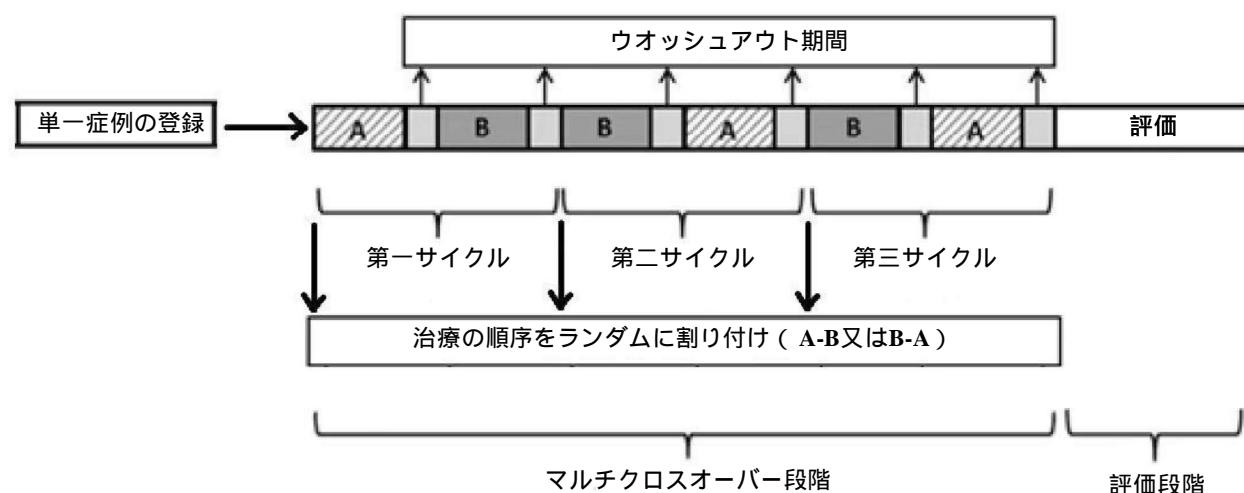 ウオッシュアウト期間
単一症例の登録
A B B A B A 評価
第一サイクル 第二サイクル 第三サイクル
治療の順序をランダムに割り付け（ A-B又はB-A ）
マルチクロスオーバー段階 評価段階